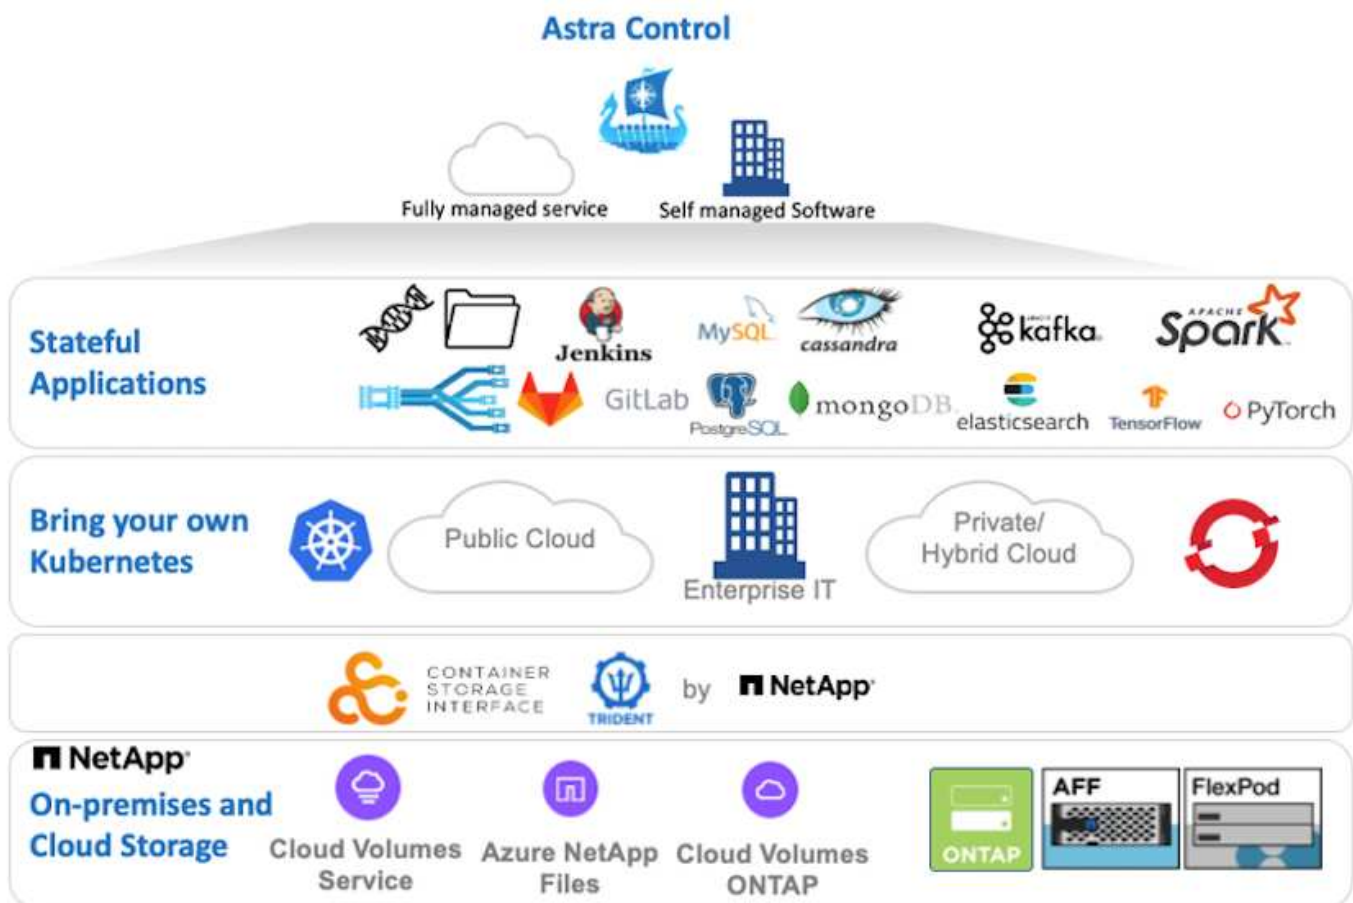 Astra Control
Fully managed service
Self managed Software
Stateful
Applications
Jenkins
MySQL
cassandra
APACHE
kafka
APACHE
Spark
GitLab
PostgreSQL
mongoDB
elasticsearch
TensorFlow
PyTorch
Bring your own
Kubernetes
Public Cloud
Enterprise IT
Private/
Hybrid Cloud
CONTAINER
STORAGE
INTERFACE
TRIDENT
by
NetApp
NetApp
On-premises and
Cloud Storage
Cloud Volumes
Service
Azure NetApp
Files
Cloud Volumes
ONTAP
ONTAP
AFF
FlexPod